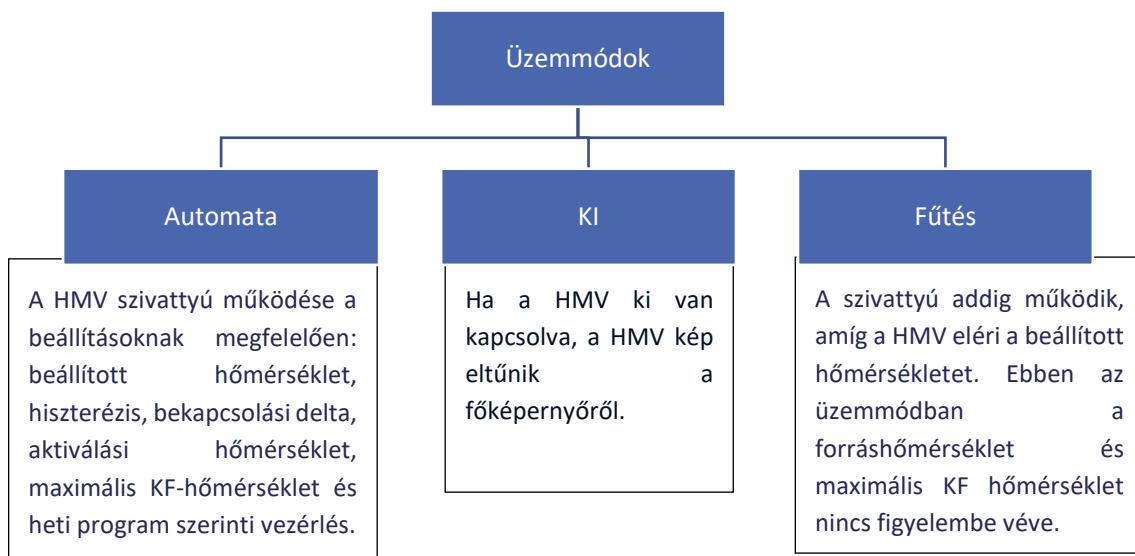 Üzemmódok
Automata
A HMV szivattyú működése a
beállításoknak megfelelően:
beállított hőmérséklet,
hiszterézis, bekapcsolási delta,
aktiválási hőmérséklet,
maximális KF-hőmérséklet és
heti program szerinti vezérlés.
KI
Ha a HMV ki van
kapcsolva, a HMV kép
eltűnik a
főképernyőről.
Fűtés
A szivattyú addig működik,
amíg a HMV eléri a beállított
hőmérsékletet. Ebben az
üzemmódban a
forráshőmérséklet és
maximális KF hőmérséklet
nincs figyelembe véve.